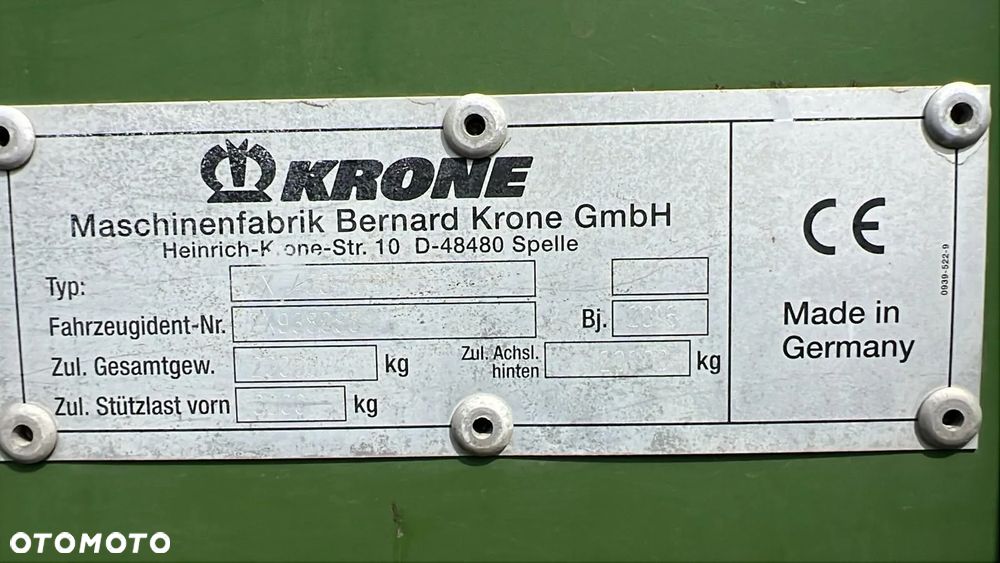 KRONE
Maschinenfabrik Bernard Krone GmbH
Heinrich-Krone-Str. 10 D-48480 Spelle
Typ:
Fahrzeugident-Nr.
Bj.
Zul. Gesamtgew. kg
Zul. Achsl. hinten kg
Zul. Stützlast vorn kg
CE
Made in
Germany
0939-522-9
OTOMOTO